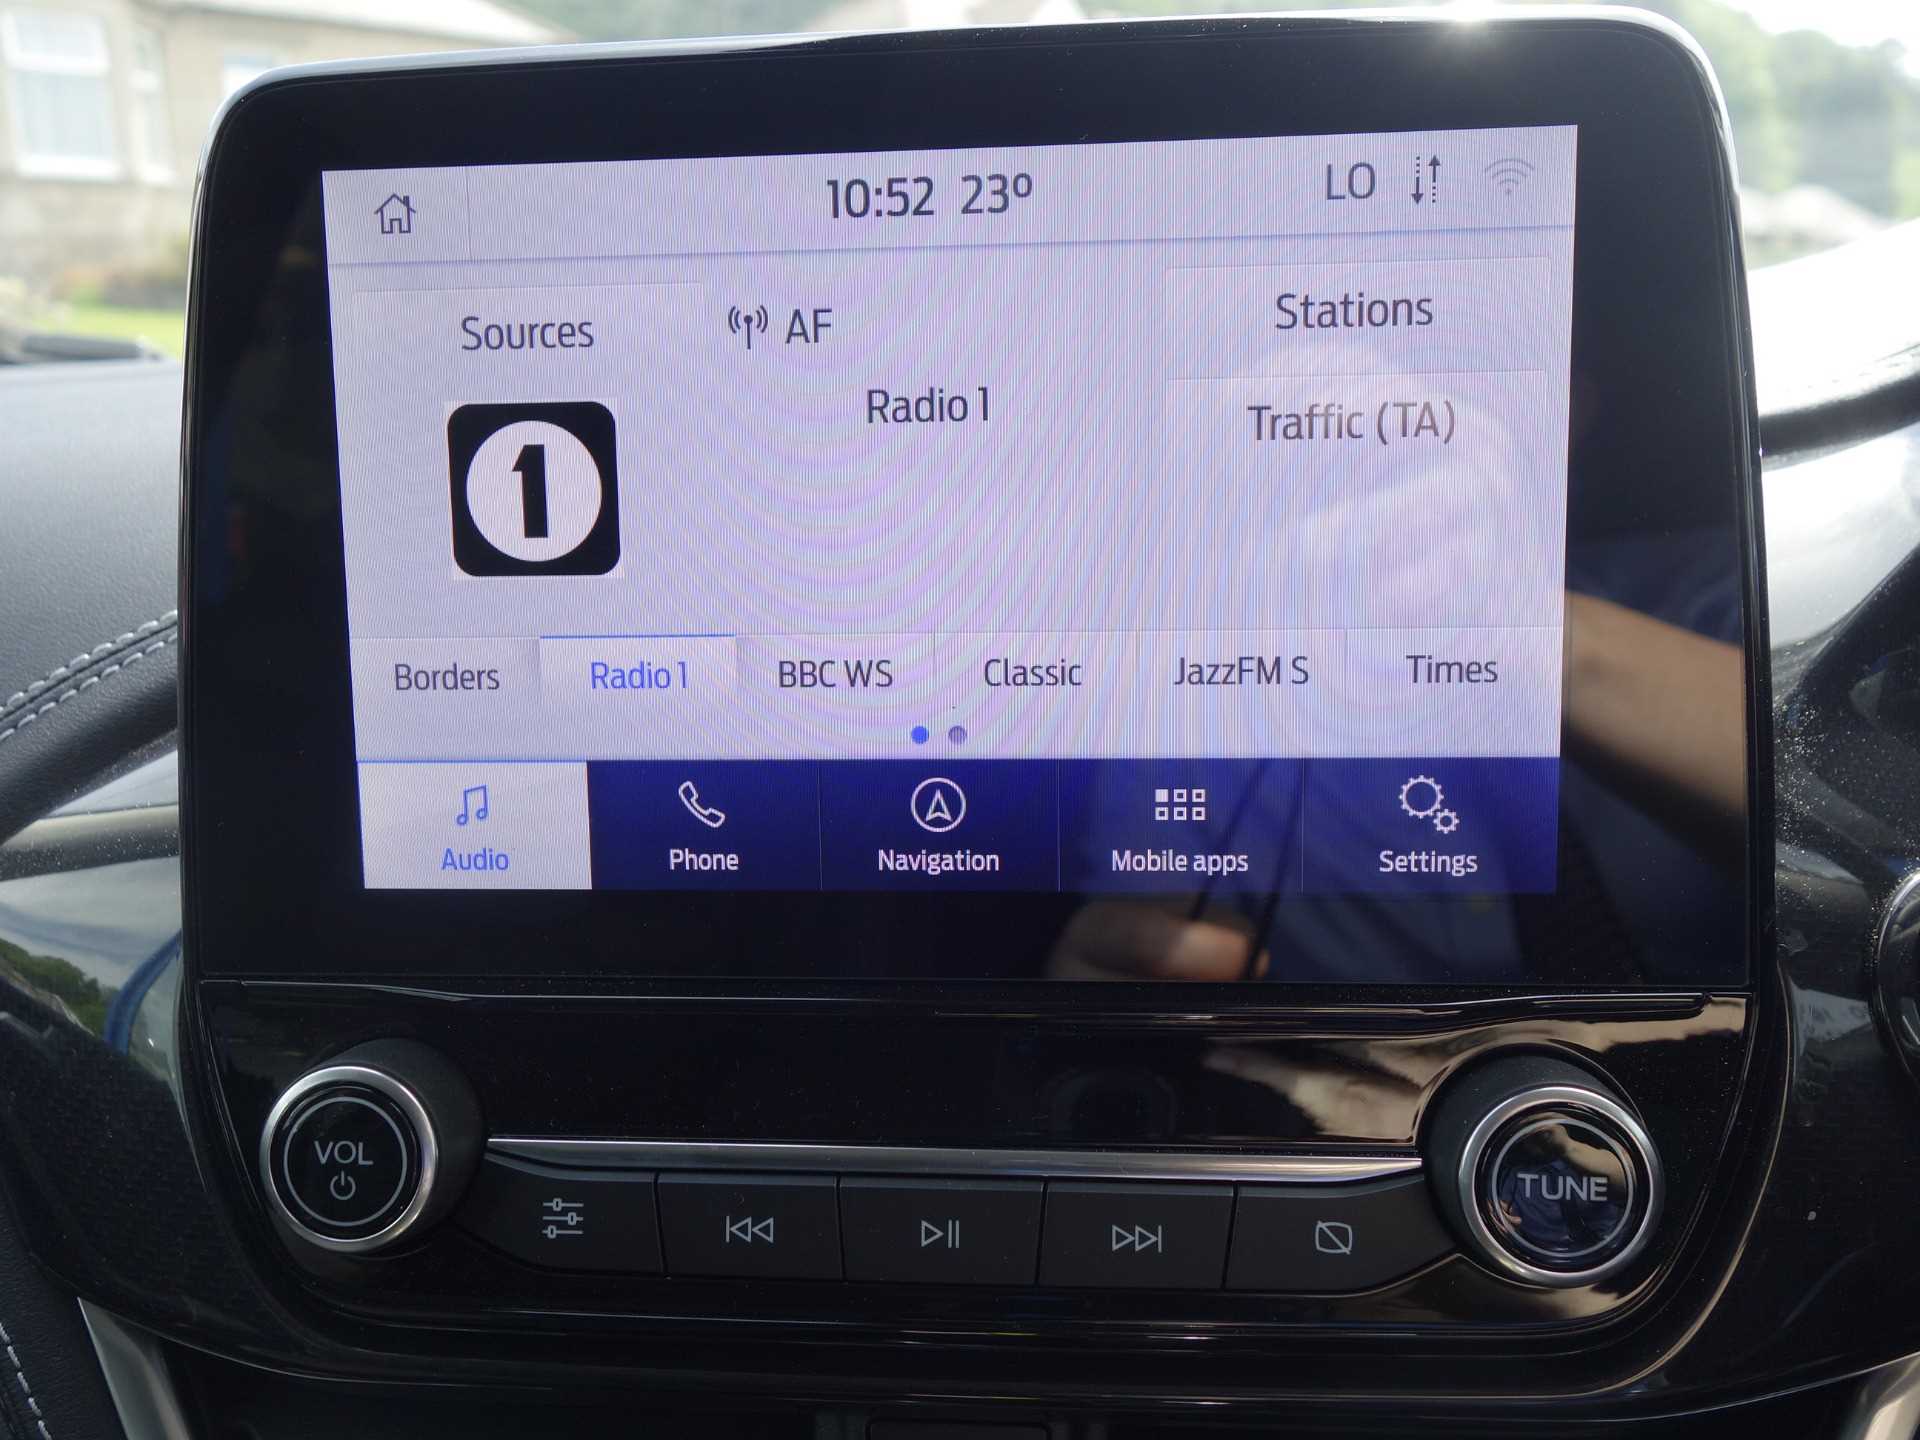 10:52 23º LO
Sources
AF
Stations
Radio 1
Traffic (TA)
1
Borders
Radio 1
BBC WS
Classic
JazzFM S
Times
Audio
Phone
Navigation
Mobile apps
Settings
VOL
TUNE